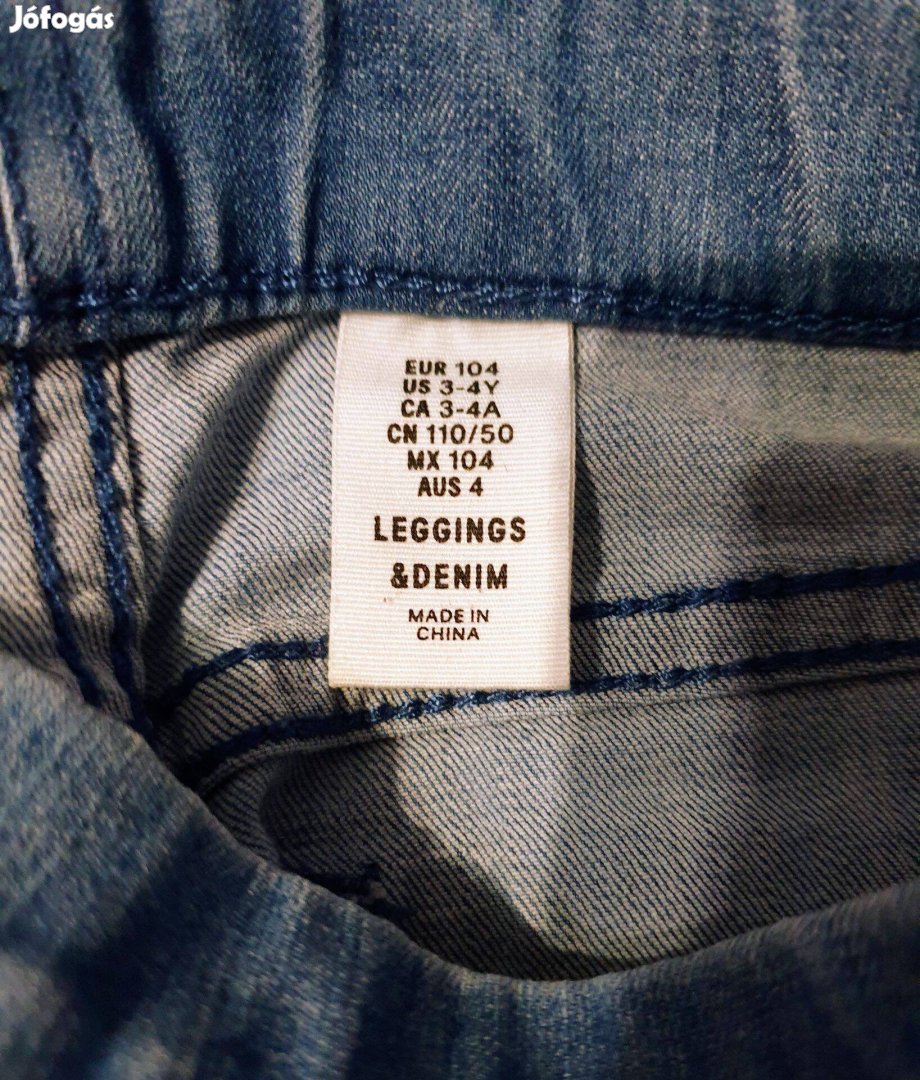 Jófogás
EUR 104
US 3-4Y
CA 3-4A
CN 110/50
MX 104
AUS 4
LEGGINGS
&DENIM
MADE IN
CHINA